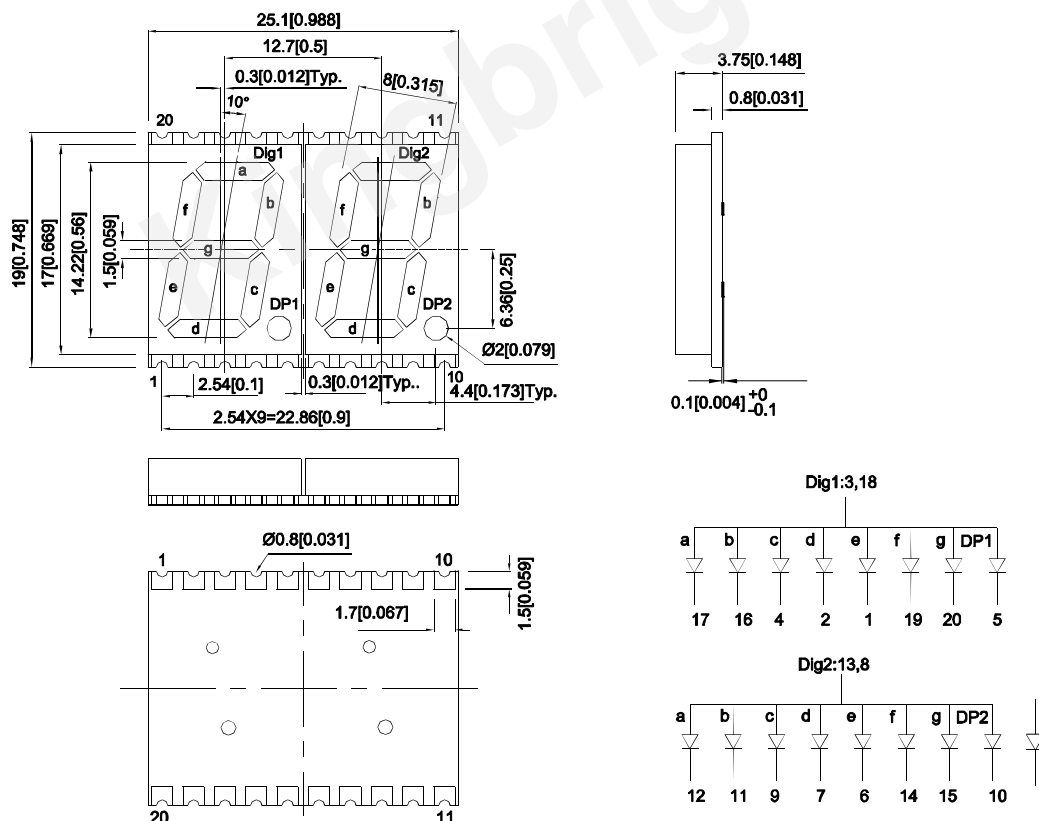 25.1[0.988]
12.7[0.5]
0.3[0.012]Typ.
8[0.315]
10°
20
11
Dig1
Dig2
a
b
f
g
e
c
d
DP1
f
b
g
e
c
d
DP2
19[0.748]
17[0.669]
14.22[0.56]
1.5[0.059]
6.36[0.25]
Ø2[0.079]
1
10
2.54[0.1]
0.3[0.012]Typ..
4.4[0.173]Typ.
2.54X9=22.86[0.9]
3.75[0.148]
0.8[0.031]
0.1[0.004] +0 -0.1
Ø0.8[0.031]
1
10
1.7[0.067]
1.5[0.059]
20
11
Dig1:3,18
a b c d e f g DP1
17 16 4 2 1 19 20 5
Dig2:13,8
a b c d e f g DP2
12 11 9 7 6 14 15 10
Kingbrig